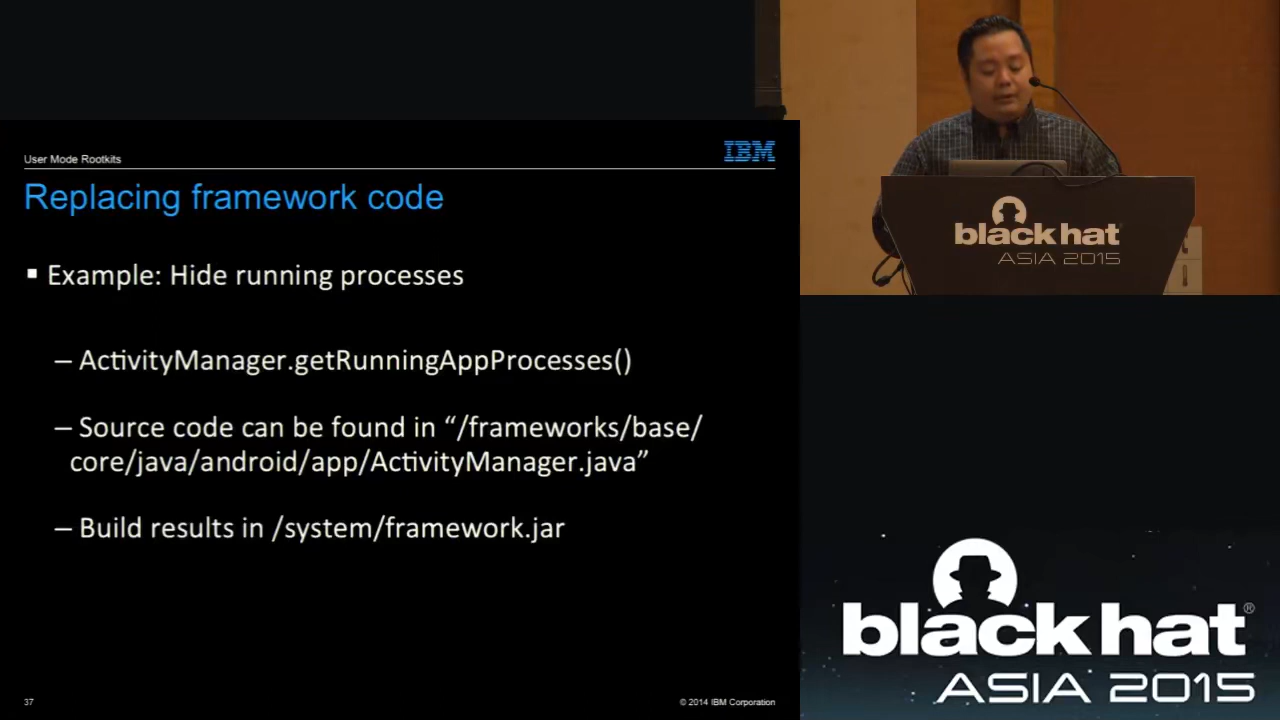 User Mode Rootkits
IBM
Replacing framework code
▪ Example: Hide running processes
– ActivityManager.getRunningAppProcesses()
– Source code can be found in “/frameworks/base/
core/java/android/app/ActivityManager.java”
– Build results in /system/framework.jar
37
© 2014 IBM Corporation
black hat
ASIA 2015
black hat®
ASIA 2015